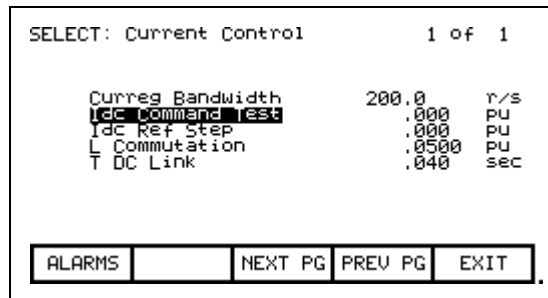 SELECT: Current Control 1 of 1
Curreg Bandwidth 200.0 r/s
Idc Command Test .000 pu
Idc Ref Step .000 pu
L Commutation .0500 pu
T DC Link .040 sec
ALARMS NEXT PG PREV PG EXIT